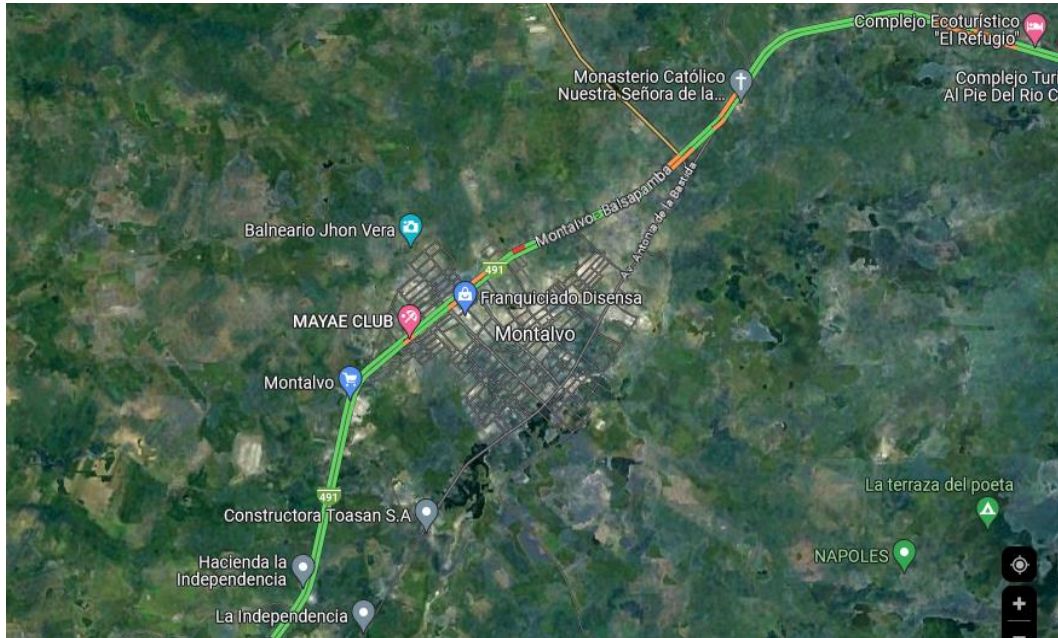 Complejo Ecoturístico
"El Refugio"
Monasterio Católico
Nuestra Señora de la...
Complejo Turí
Al Pie Del Rio C
Montalvo - Balsapamba
Av. Antonio de la Bastida
Balneario Jhon Vera
491
Franquiciado Disensa
MAYAE CLUB
Montalvo
Montalvo
La terraza del poeta
491
Constructora Toasan S.A
NAPOLES
Hacienda la
Independencia
La Independencia